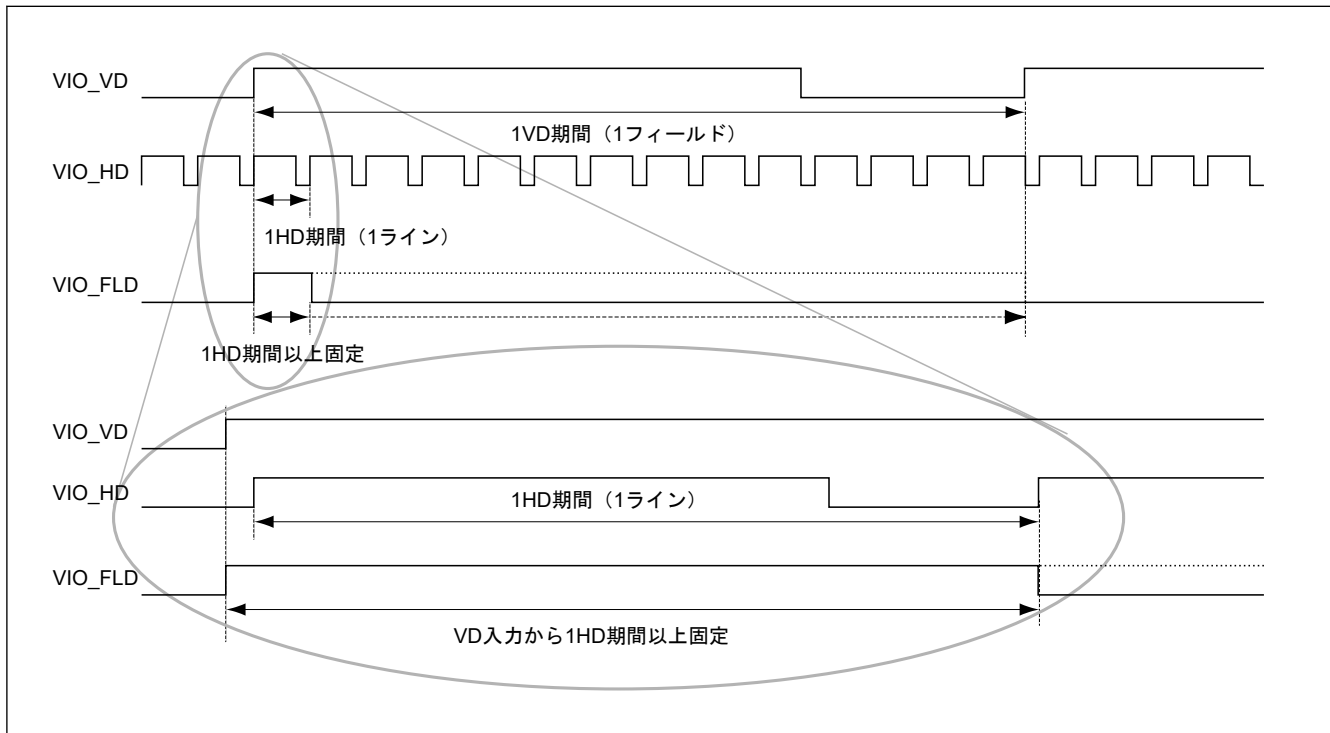 VIO_VD
1VD期間（1フィールド）
VIO_HD
1HD期間（1ライン）
VIO_FLD
1HD期間以上固定
VIO_VD
VIO_HD
1HD期間（1ライン）
VIO_FLD
VD入力から1HD期間以上固定